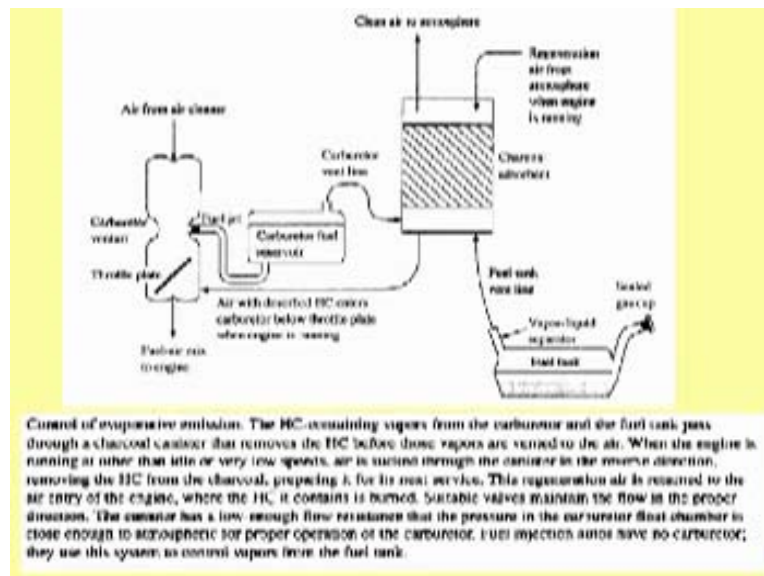 Clean air to atmosphere
Regeneration
air from
atmosphere
when engine
is running
Air from air cleaner
Carburetor
vent line
Charcoal
adsorbent
Carburetor
venturi
Fuel jet
Carburetor fuel
reservoir
Throttle plate
Fuel tank
vent line
Sealed
gas cap
Air with desorbed HC enters
carburetor below throttle plate
when engine is running
Vapor-liquid
separator
Fuel-air mix
to engine
Fuel tank
Control of evaporative emission. The HC-containing vapors from the carburetor and the fuel tank pass
through a charcoal canister that removes the HC before those vapors are vented to the air. When the engine is
running at other than idle or very low speeds, air is sucked through the canister in the reverse direction,
removing the HC from the charcoal, preparing it for its next service. This regeneration air is returned to the
air entry of the engine, where the HC it contains is burned. Suitable valves maintain the flow in the proper
direction. The canister has a low enough flow resistance that the pressure in the carburetor float chamber is
close enough to atmospheric for proper operation of the carburetor. Fuel injection autos have no carburetor;
they use this system to control vapors from the fuel tank.